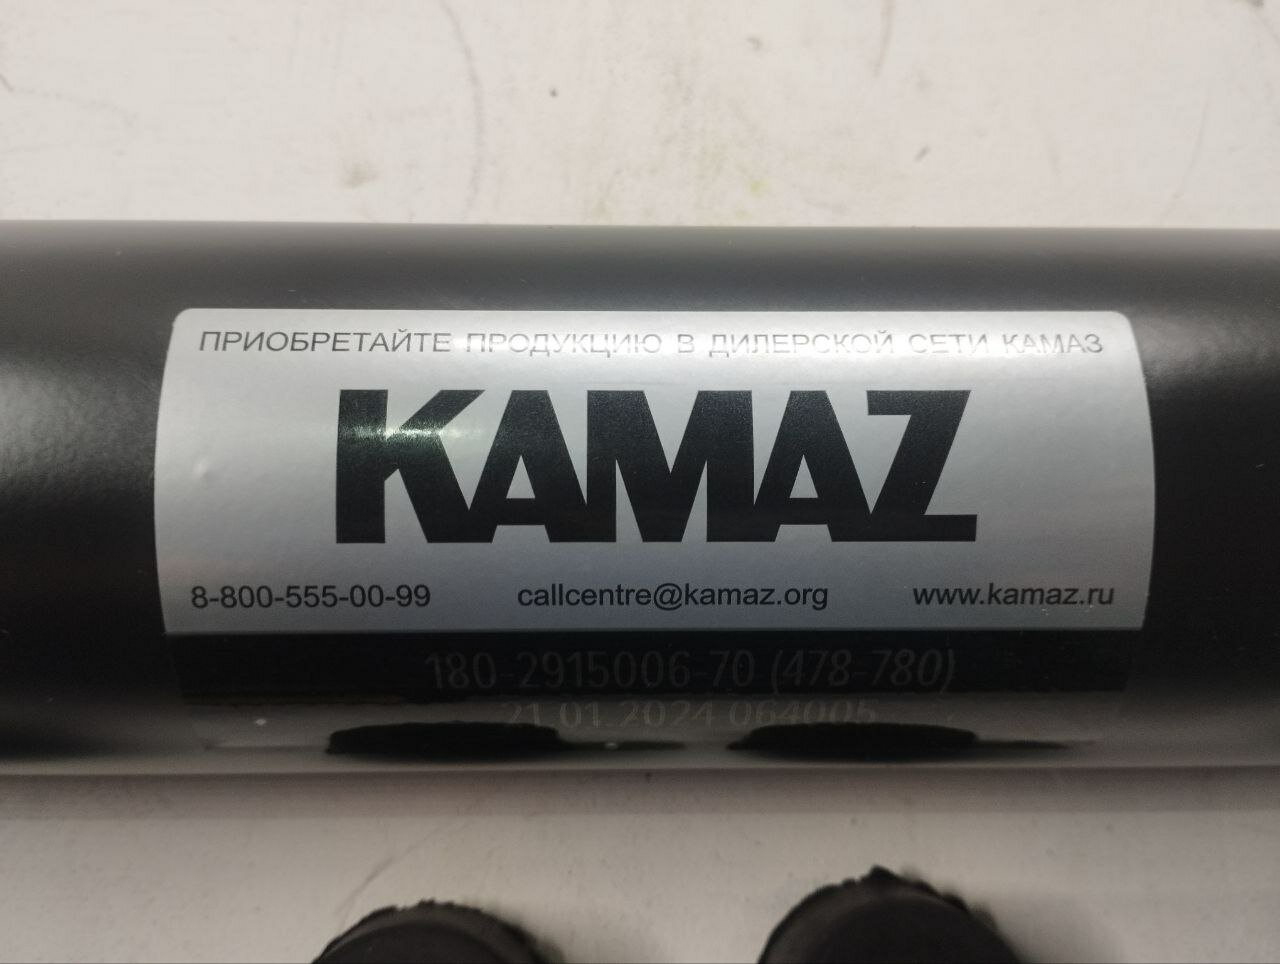 ПРИОБРЕТАЙТЕ ПРОДУКЦИЮ В ДИЛЕРСКОЙ СЕТИ КАМАЗ
KAMAZ
8-800-555-00-99 callcentre@kamaz.org www.kamaz.ru
180-2915006-70 (478-780)
21.01.2024 064005